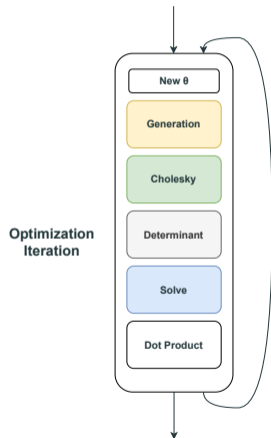 New θ
Generation
Cholesky
Optimization
Iteration
Determinant
Solve
Dot Product